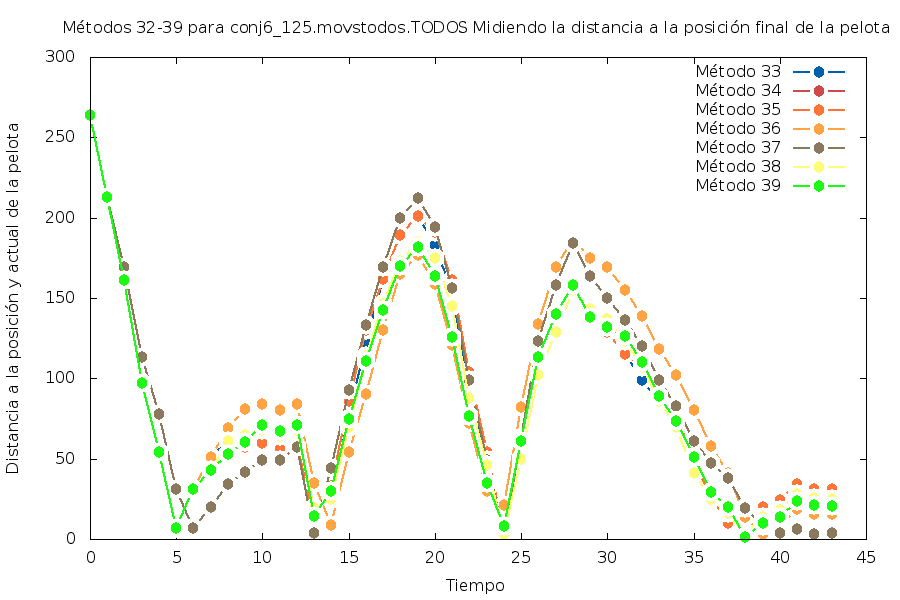 Métodos 32-39 para conj6_125.movstodos.TODOS Midiendo la distancia a la posición final de la pelota
300
250
200
150
100
50
0
Distancia a la posición y actual de la pelota
Método 33
Método 34
Método 35
Método 36
Método 37
Método 38
Método 39
0 5 10 15 20 25 30 35 40 45
Tiempo